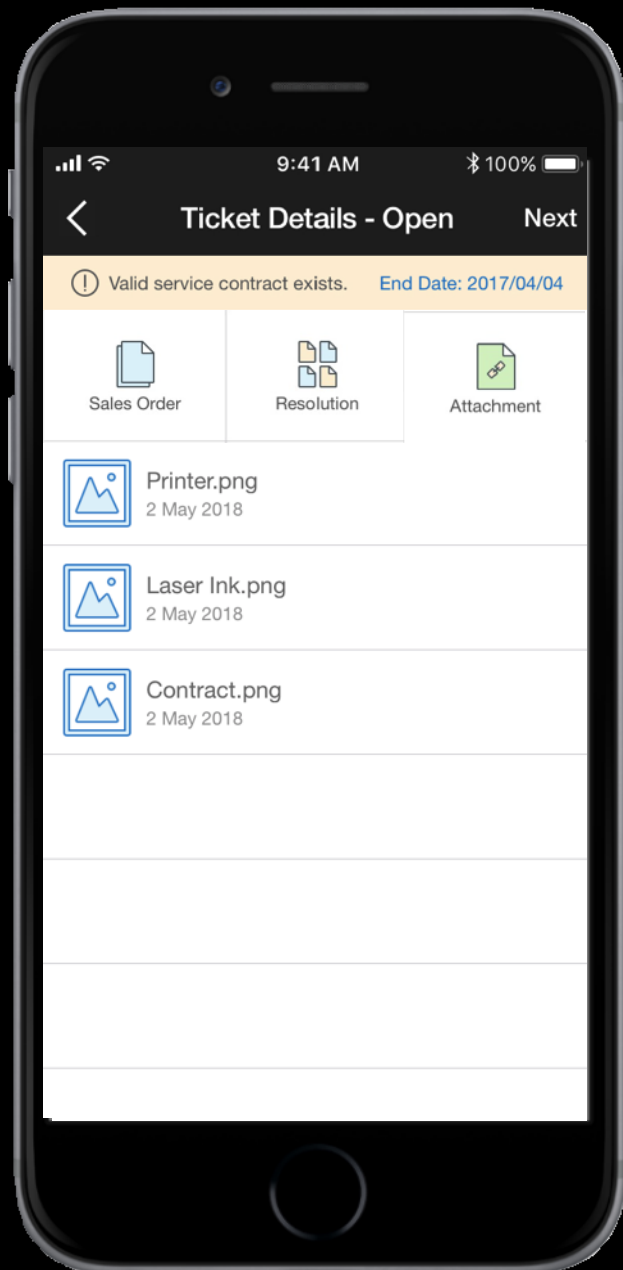 9:41 AM
100%
Ticket Details - Open
Next
Valid service contract exists.
End Date: 2017/04/04
Sales Order
Resolution
Attachment
Printer.png
2 May 2018
Laser Ink.png
2 May 2018
Contract.png
2 May 2018